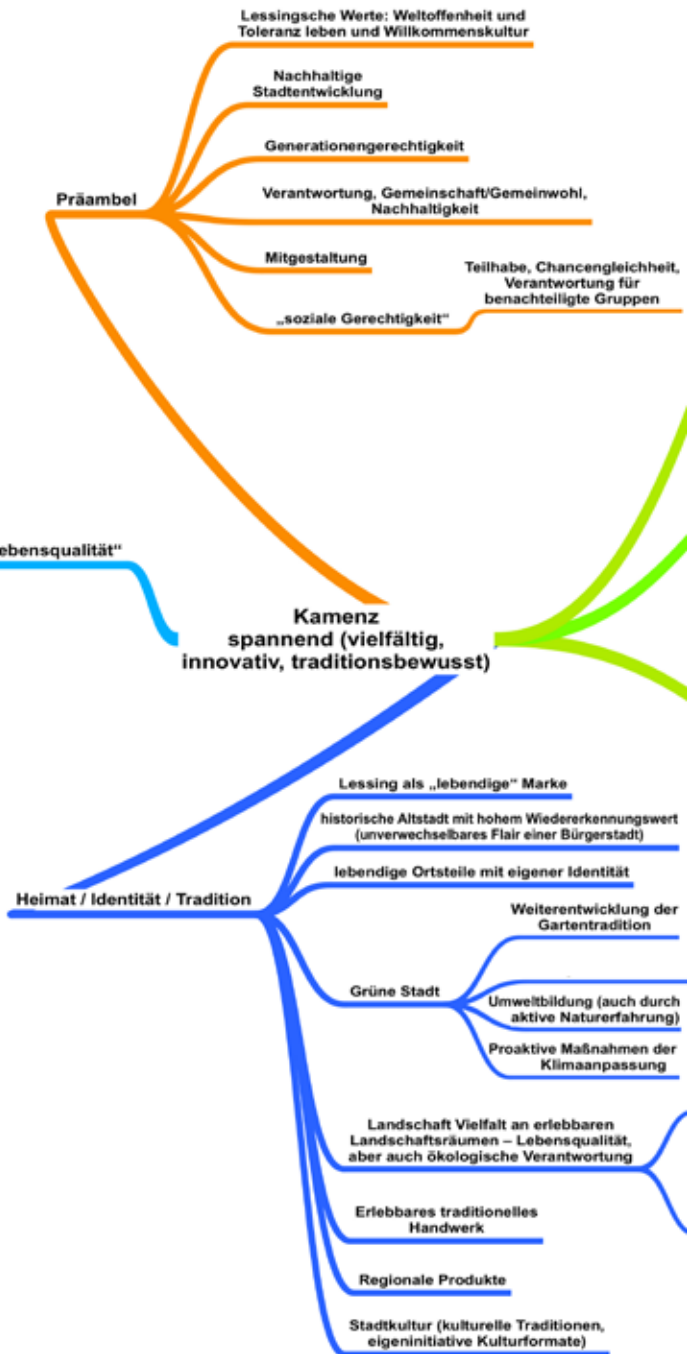 Lessingsche Werte: Weltoffenheit und
Toleranz leben und Willkommenskultur
Nachhaltige
Stadtentwicklung
Generationengerechtigkeit
Präambel
Verantwortung, Gemeinschaft/Gemeinwohl,
Nachhaltigkeit
Mitgestaltung
Teilhabe, Chancengleichheit,
Verantwortung für
benachteiligte Gruppen
„soziale Gerechtigkeit“
ebensqualität“
Kamenz
spannend (vielfältig,
innovativ, traditionsbewusst)
Lessing als „lebendige“ Marke
historische Altstadt mit hohem Wiedererkennungswert
(unverwechselbares Flair einer Bürgerstadt)
lebendige Ortsteile mit eigener Identität
Heimat / Identität / Tradition
Weiterentwicklung der
Gartentradition
Grüne Stadt
Umweltbildung (auch durch
aktive Naturerfahrung)
Proaktive Maßnahmen der
Klimaanpassung
Landschaft Vielfalt an erlebbaren
Landschaftsräumen – Lebensqualität,
aber auch ökologische Verantwortung
Erlebbares traditionelles
Handwerk
Regionale Produkte
Stadtkultur (kulturelle Traditionen,
eigeninitiative Kulturformate)